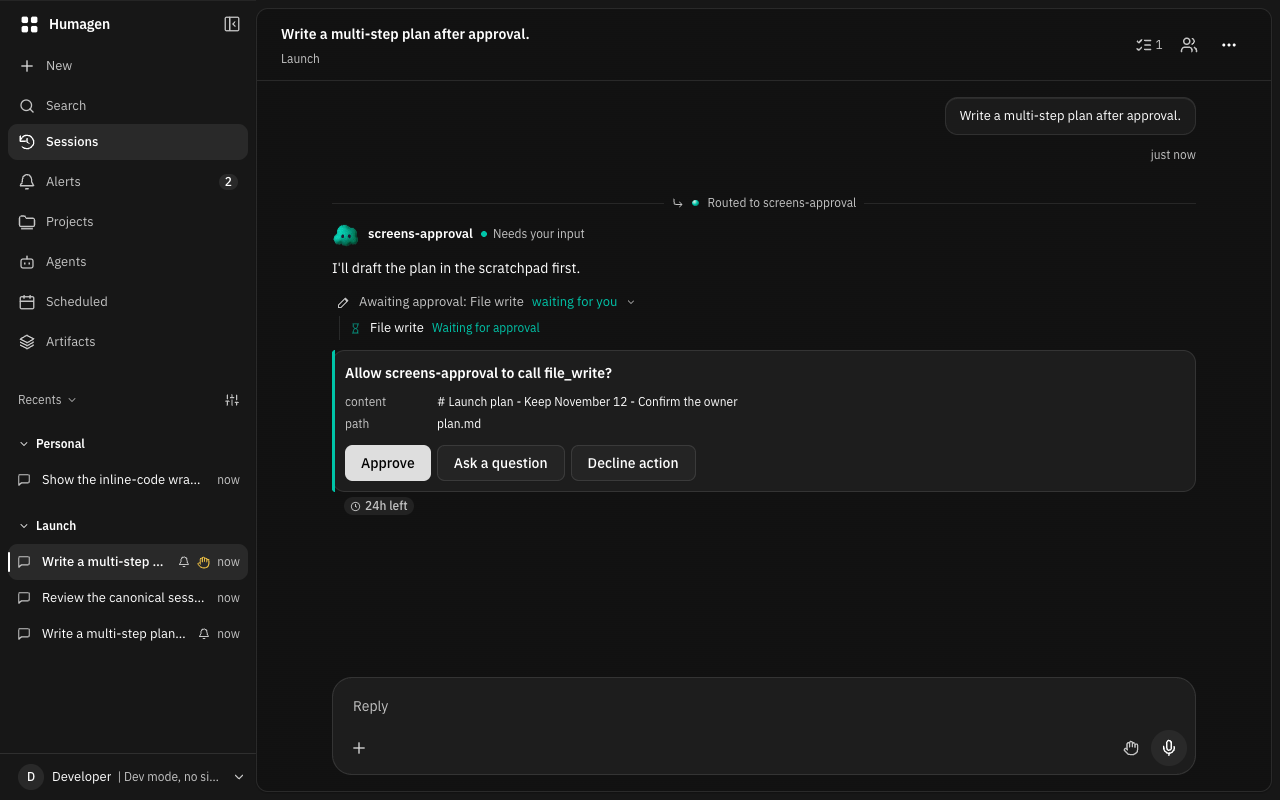 Humagen
New
Search
Sessions
Alerts 2
Projects
Agents
Scheduled
Artifacts
Recents
Personal
Show the inline-code wra... now
Launch
Write a multi-step ... now
Review the canonical sess... now
Write a multi-step plan... now
D Developer | Dev mode, no si...
Write a multi-step plan after approval.
Launch
1
Write a multi-step plan after approval.
just now
Routed to screens-approval
screens-approval Needs your input
I'll draft the plan in the scratchpad first.
Awaiting approval: File write waiting for you
File write Waiting for approval
Allow screens-approval to call file_write?
content # Launch plan - Keep November 12 - Confirm the owner
path plan.md
Approve Ask a question Decline action
24h left
Reply